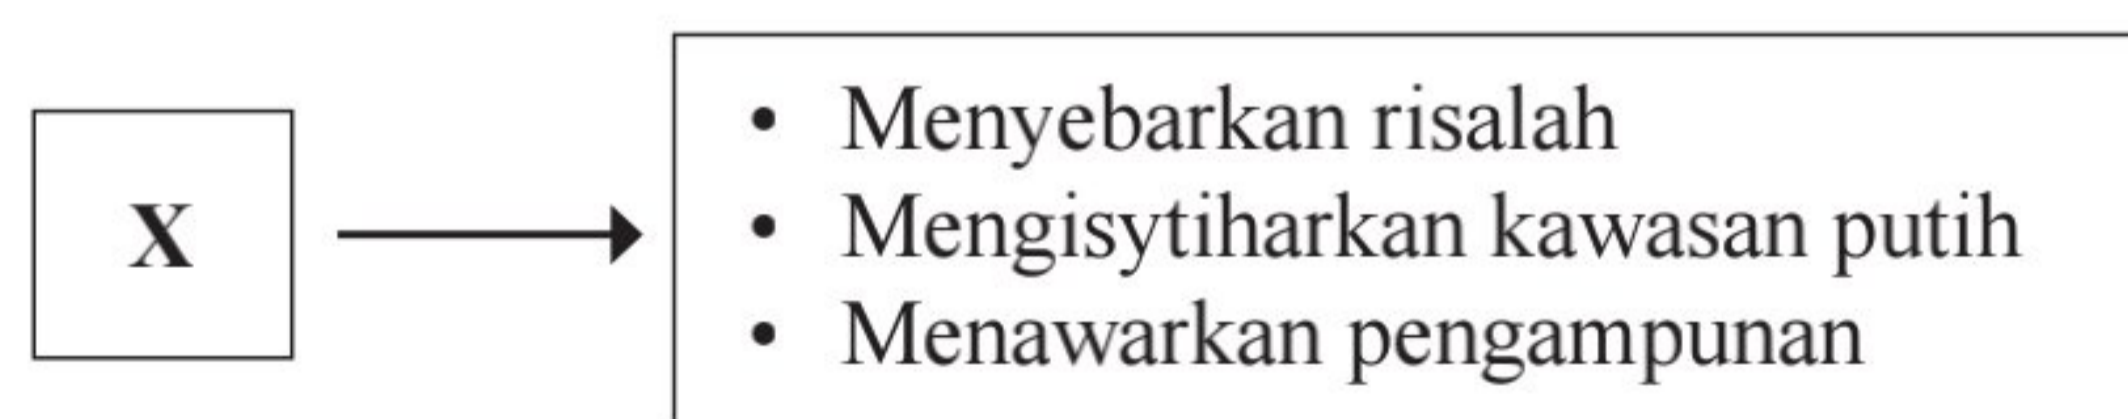 X
• Menyebarkan risalah
• Mengisytiharkan kawasan putih
• Menawarkan pengampunan